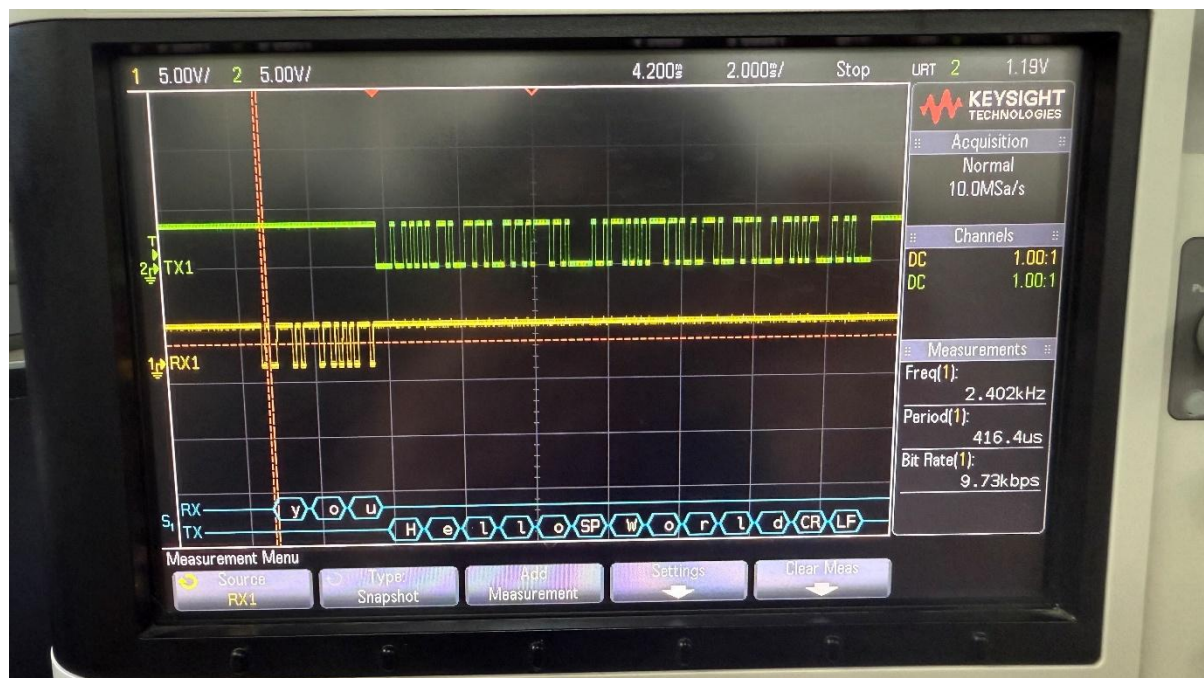 1 5.00V/ 2 5.00V/ 4.200ms 2.000ms/ Stop URT 2 1.19V
KEYSIGHT
TECHNOLOGIES
Acquisition
Normal
10.0MSa/s
Channels
DC 1.00:1
DC 1.00:1
T
2 TX1
1 RX1
Measurements
Freq(1):
2.402kHz
Period(1):
416.4us
Bit Rate(1):
9.73kbps
S1 RX y o u
TX H e l l o SP W o r l d CR LF
Measurement Menu
Source
RX1
Type:
Snapshot
Add
Measurement
Settings
Clear Meas